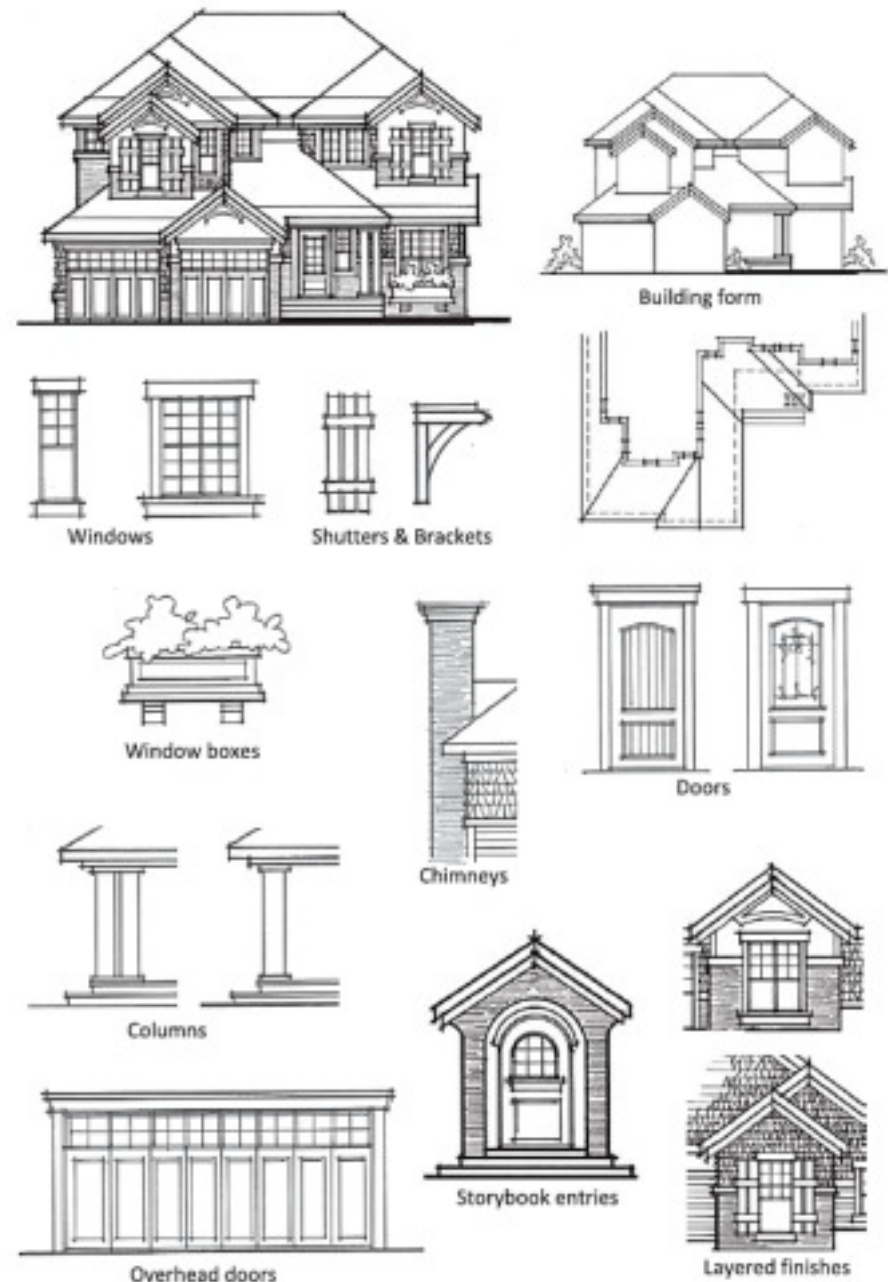 Building form
Windows
Shutters & Brackets
Window boxes
Doors
Chimneys
Columns
Storybook entries
Overhead doors
Layered finishes